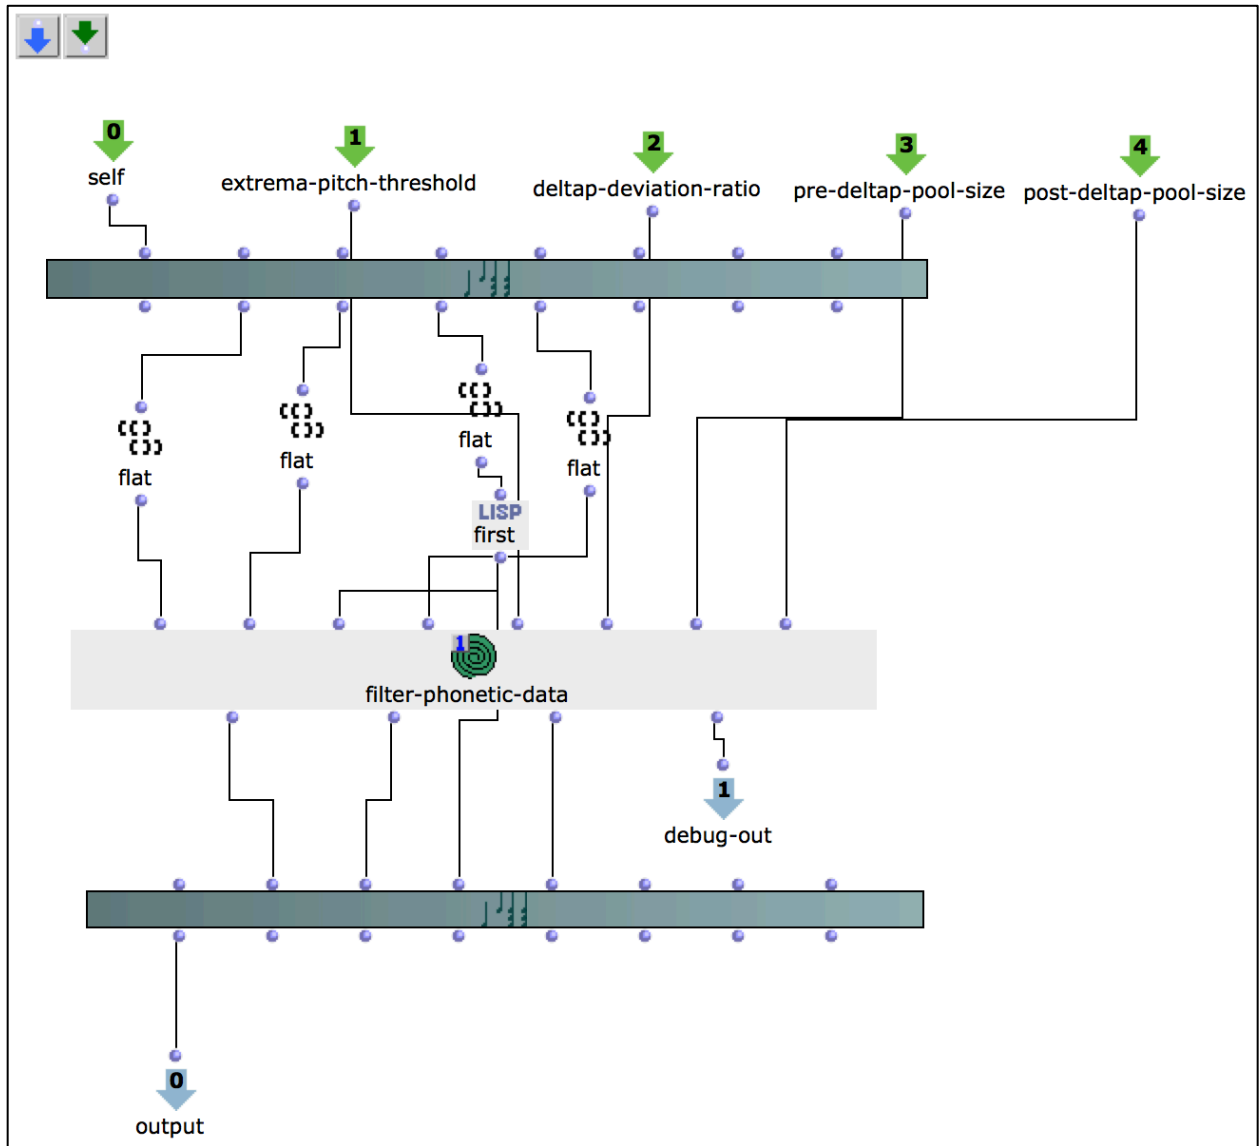 0
1
2
3
4
self
extrema-pitch-threshold
deltap-deviation-ratio
pre-deltap-pool-size
post-deltap-pool-size
flat
flat
flat
flat
LISP
first
1
filter-phonetic-data
1
debug-out
0
output